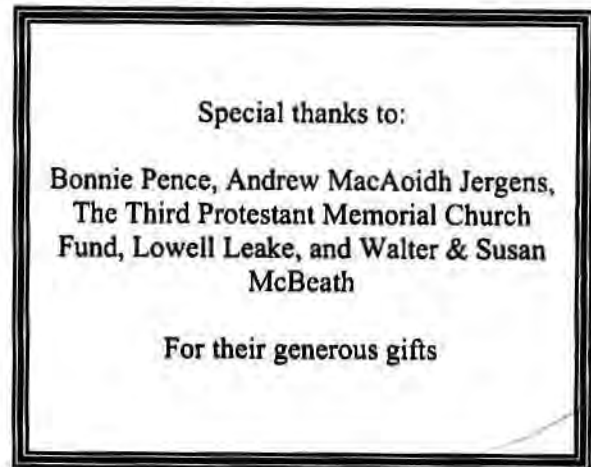 Special thanks to:
Bonnie Pence, Andrew MacAoidh Jergens,
The Third Protestant Memorial Church
Fund, Lowell Leake, and Walter & Susan
McBeath
For their generous gifts